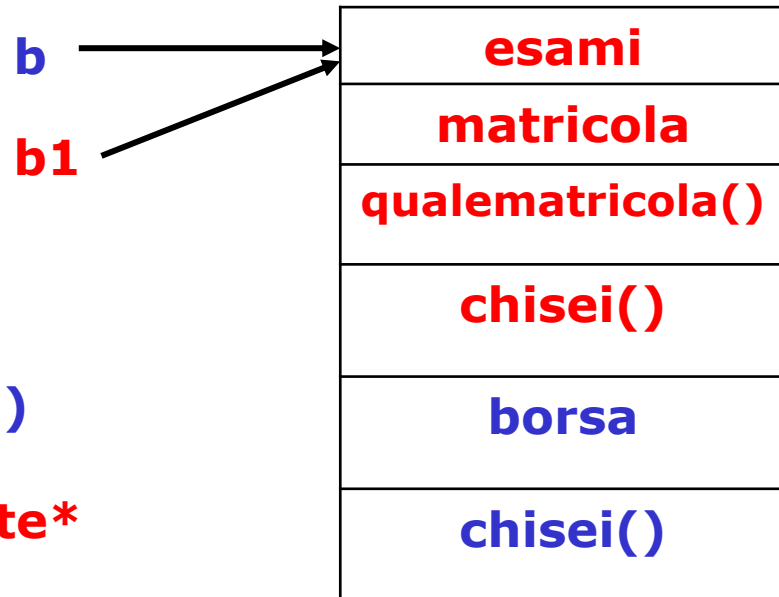 b
b1
)
te*
esami
matricola
qualematricola()
chisei()
borsa
chisei()